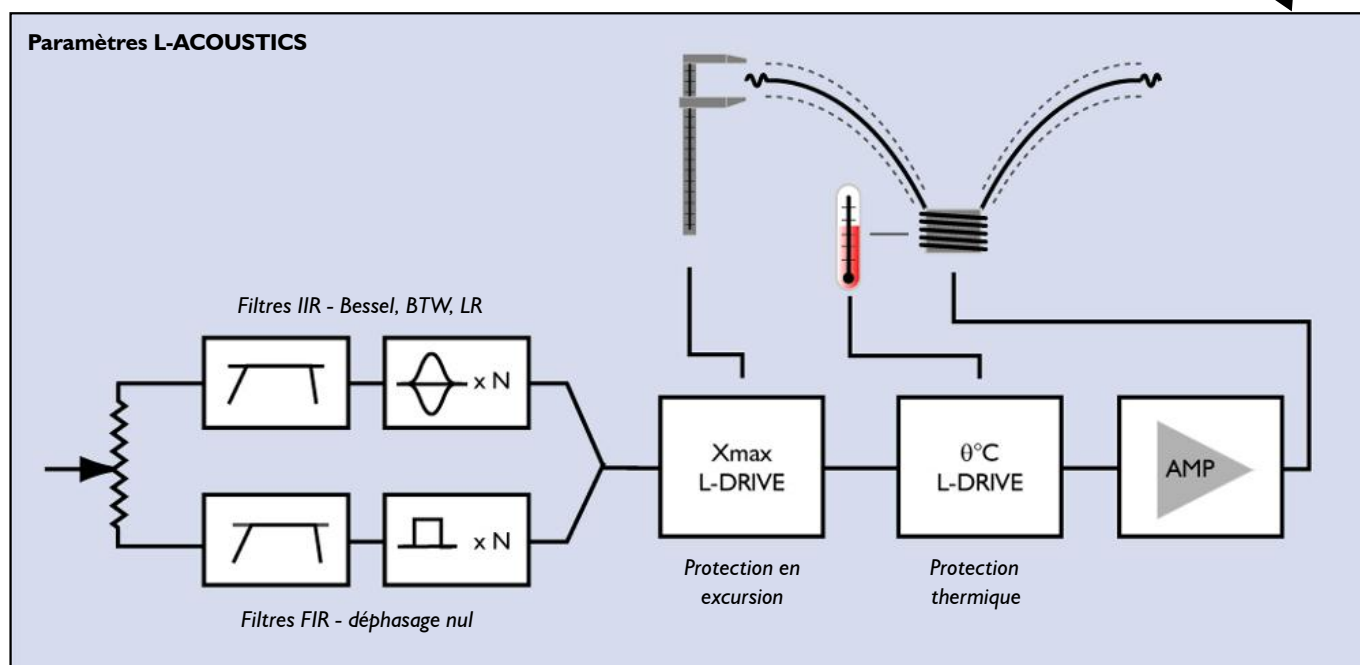 Paramètres L-ACOUSTICS
Filtres IIR - Bessel, BTW, LR
x N
x N
Filtres FIR - déphasage nul
Xmax
L-DRIVE
Protection en
excursion
θ°C
L-DRIVE
Protection
thermique
AMP